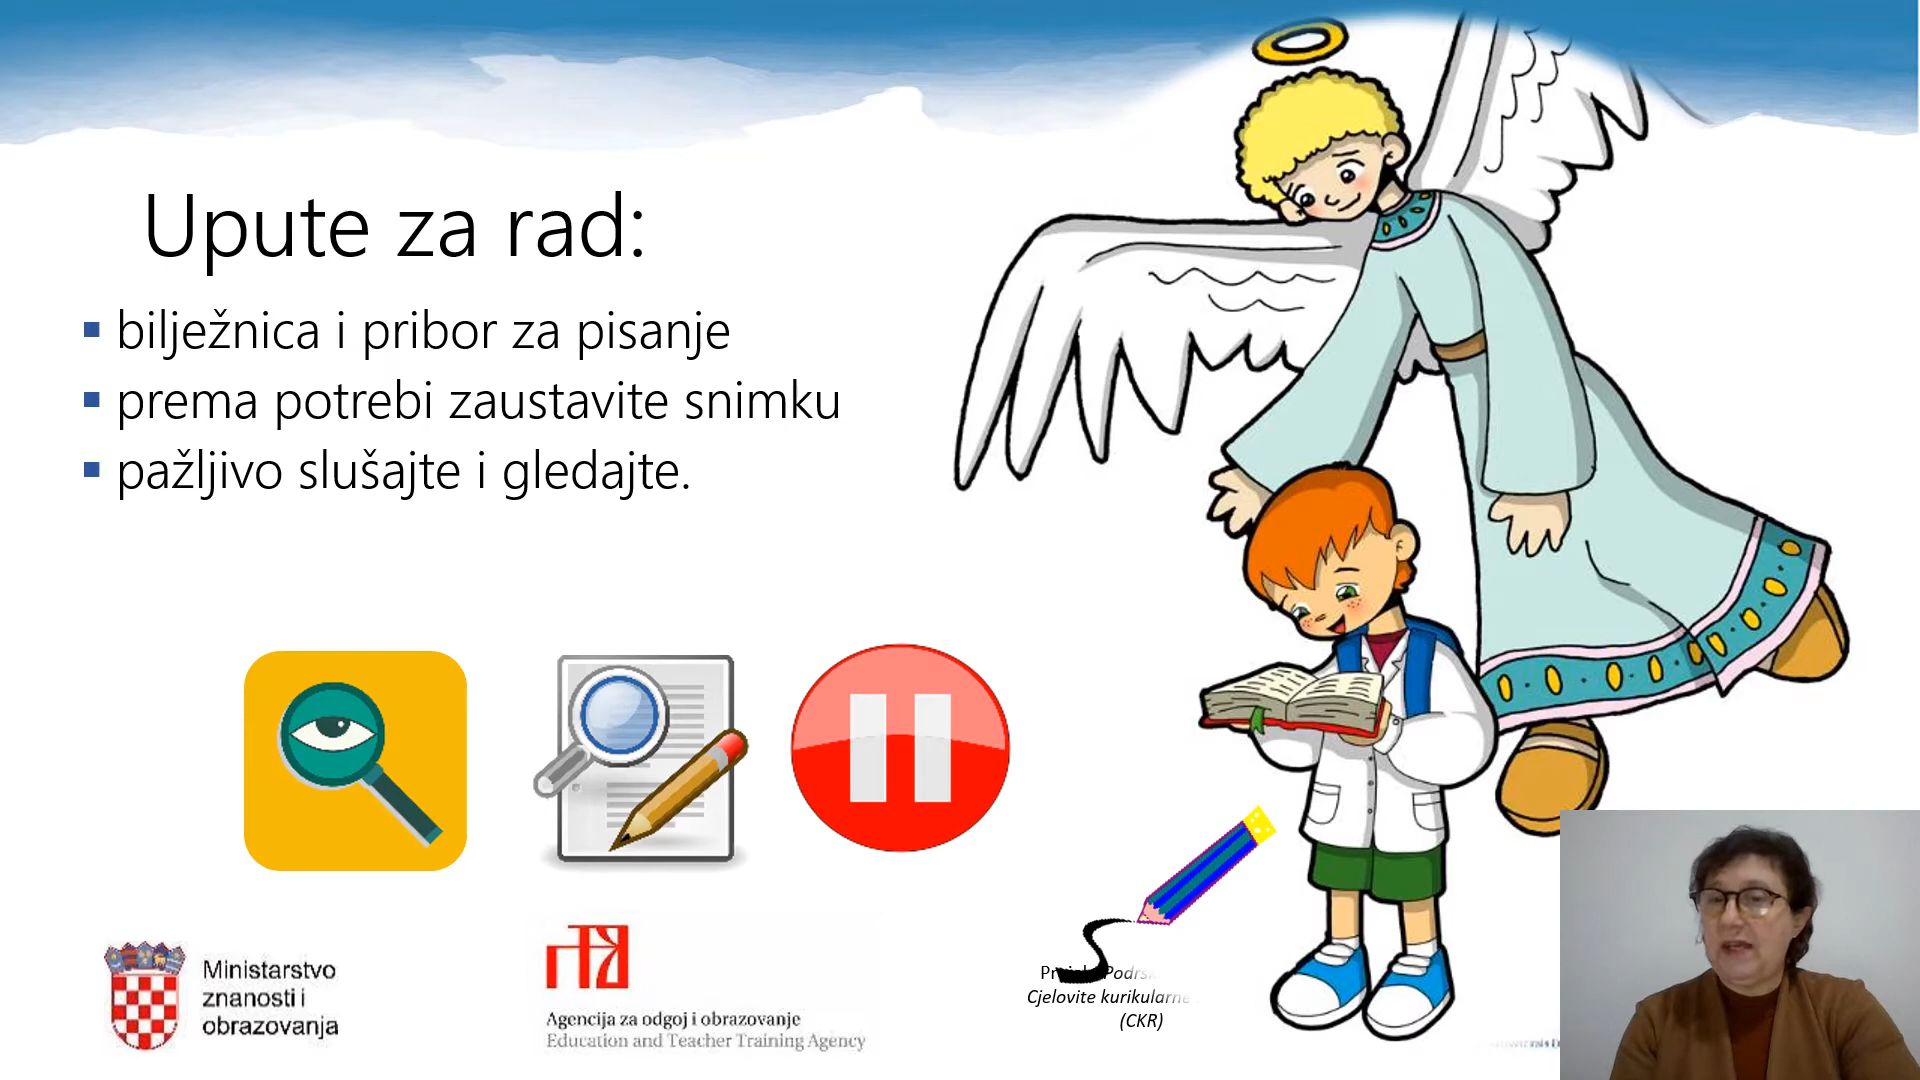 Upute za rad:
bilježnica i pribor za pisanje
prema potrebi zaustavite snimku
pažljivo slušajte i gledajte.
Ministarstvo
znanosti i
obrazovanja
Agencija za odgoj i obrazovanje
Education and Teacher Training Agency
Cjelovite kurikularne
(CKR)